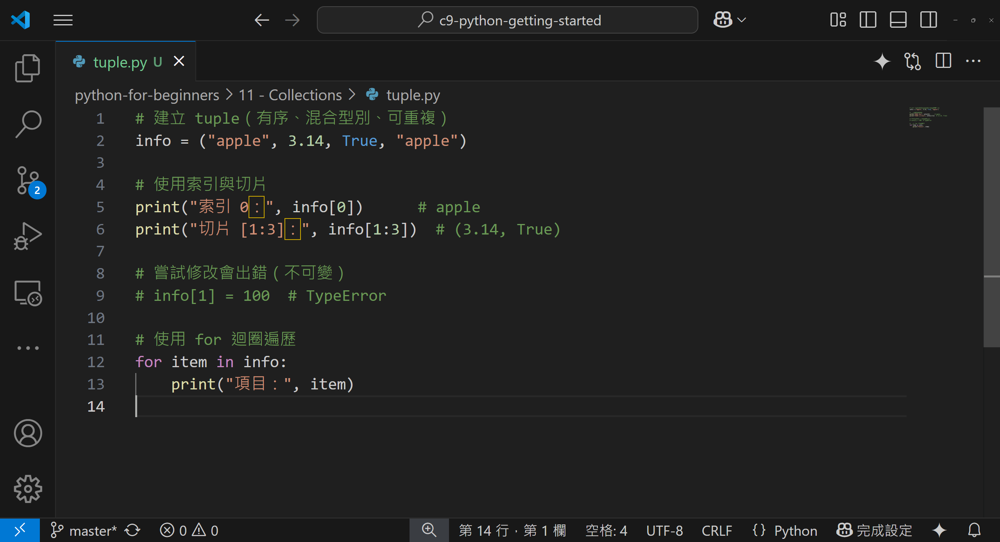 c9-python-getting-started
tuple.py U
python-for-beginners > 11 - Collections > tuple.py
1 # 建立 tuple（有序、混合型別、可重複）
2 info = ("apple", 3.14, True, "apple")
3
4 # 使用索引與切片
5 print("索引 0：", info[0])      # apple
6 print("切片 [1:3]：", info[1:3])  # (3.14, True)
7
8 # 嘗試修改會出錯（不可變）
9 # info[1] = 100  # TypeError
10
11 # 使用 for 迴圈遍歷
12 for item in info:
13     print("項目：", item)
14
2
master* 0 0 第 14 行，第 1 欄 空格: 4 UTF-8 CRLF {} Python 完成設定